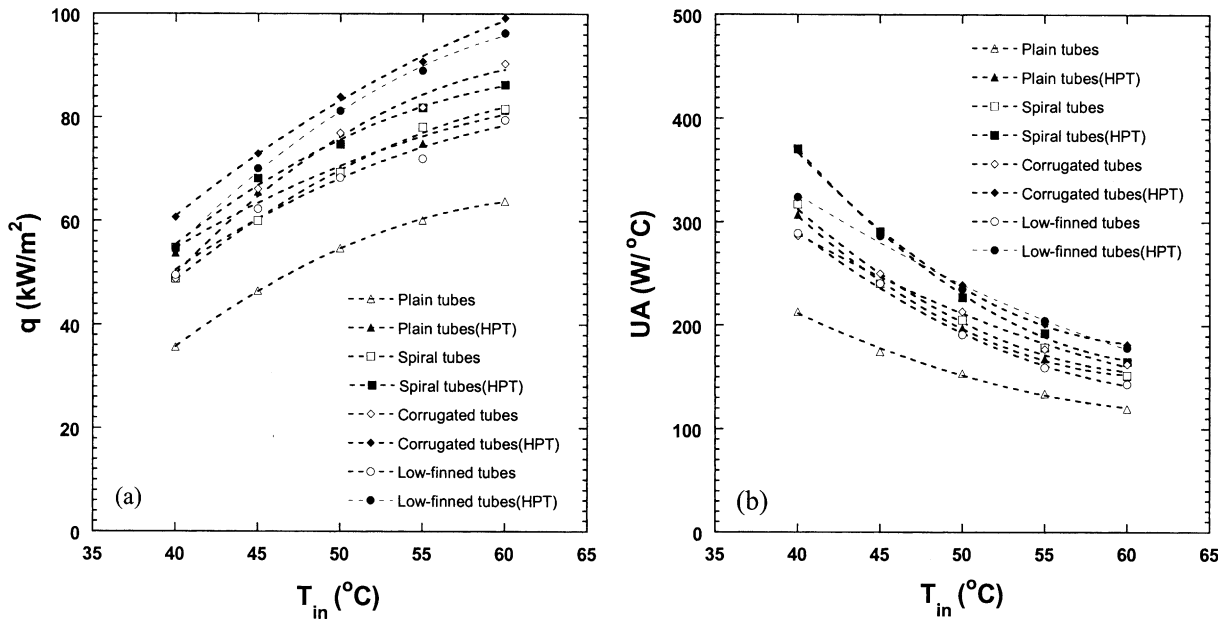 100
80
60
40
20
0
q (kW/m²)
Plain tubes
Plain tubes(HPT)
Spiral tubes
Spiral tubes(HPT)
Corrugated tubes
Corrugated tubes(HPT)
Low-finned tubes
Low-finned tubes(HPT)
(a)
35 40 45 50 55 60 65
T_in (°C)
500
400
300
200
100
0
UA (W/°C)
Plain tubes
Plain tubes(HPT)
Spiral tubes
Spiral tubes(HPT)
Corrugated tubes
Corrugated tubes(HPT)
Low-finned tubes
Low-finned tubes(HPT)
(b)
35 40 45 50 55 60 65
T_in (°C)